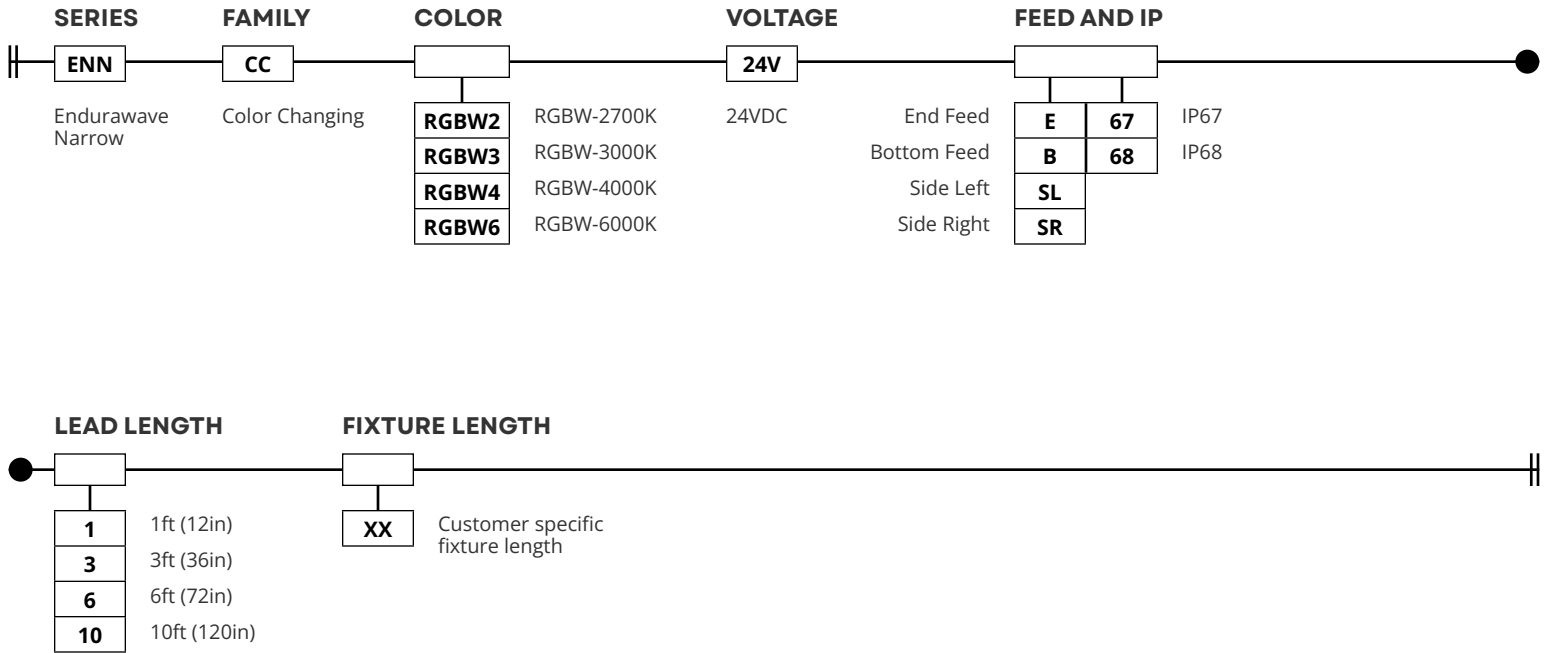 SERIES FAMILY COLOR VOLTAGE FEED AND IP
ENN CC 24V
Endurawave Narrow
Color Changing
RGBW2 RGBW-2700K
RGBW3 RGBW-3000K
RGBW4 RGBW-4000K
RGBW6 RGBW-6000K
24VDC
End Feed E 67 IP67
Bottom Feed B 68 IP68
Side Left SL
Side Right SR
LEAD LENGTH FIXTURE LENGTH
1 1ft (12in)
3 3ft (36in)
6 6ft (72in)
10 10ft (120in)
XX Customer specific
fixture length